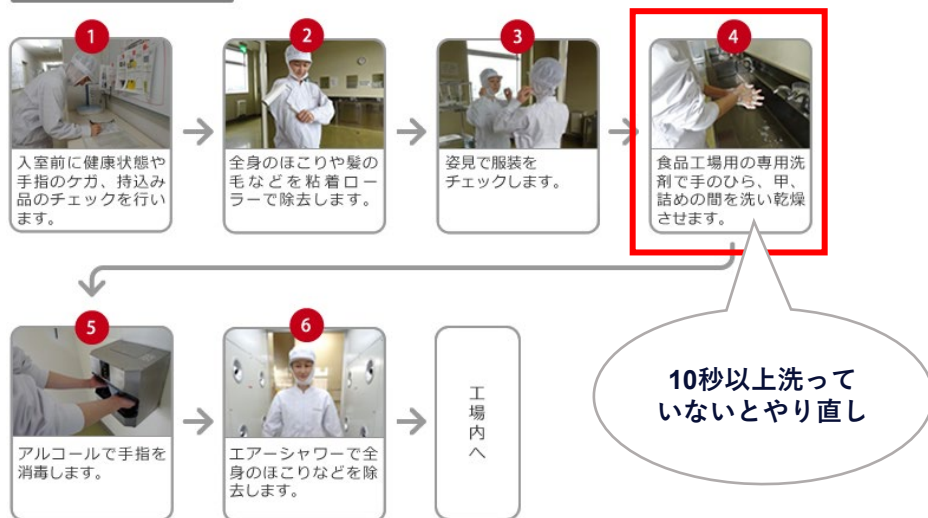 1
入室前に健康状態や
手指のケガ、持込み
品のチェックを行い
ます。
2
全身のほこりや髪の
毛などを粘着ロー
ラーで除去します。
3
姿見で服装を
チェックします。
4
食品工場用の専用洗
剤で手のひら、甲、
詰めの間を洗い乾燥
させます。
10秒以上洗って
いないとやり直し
5
アルコールで手指を
消毒します。
6
エアーシャワーで全
身のほこりなどを除
去します。
工場内へ